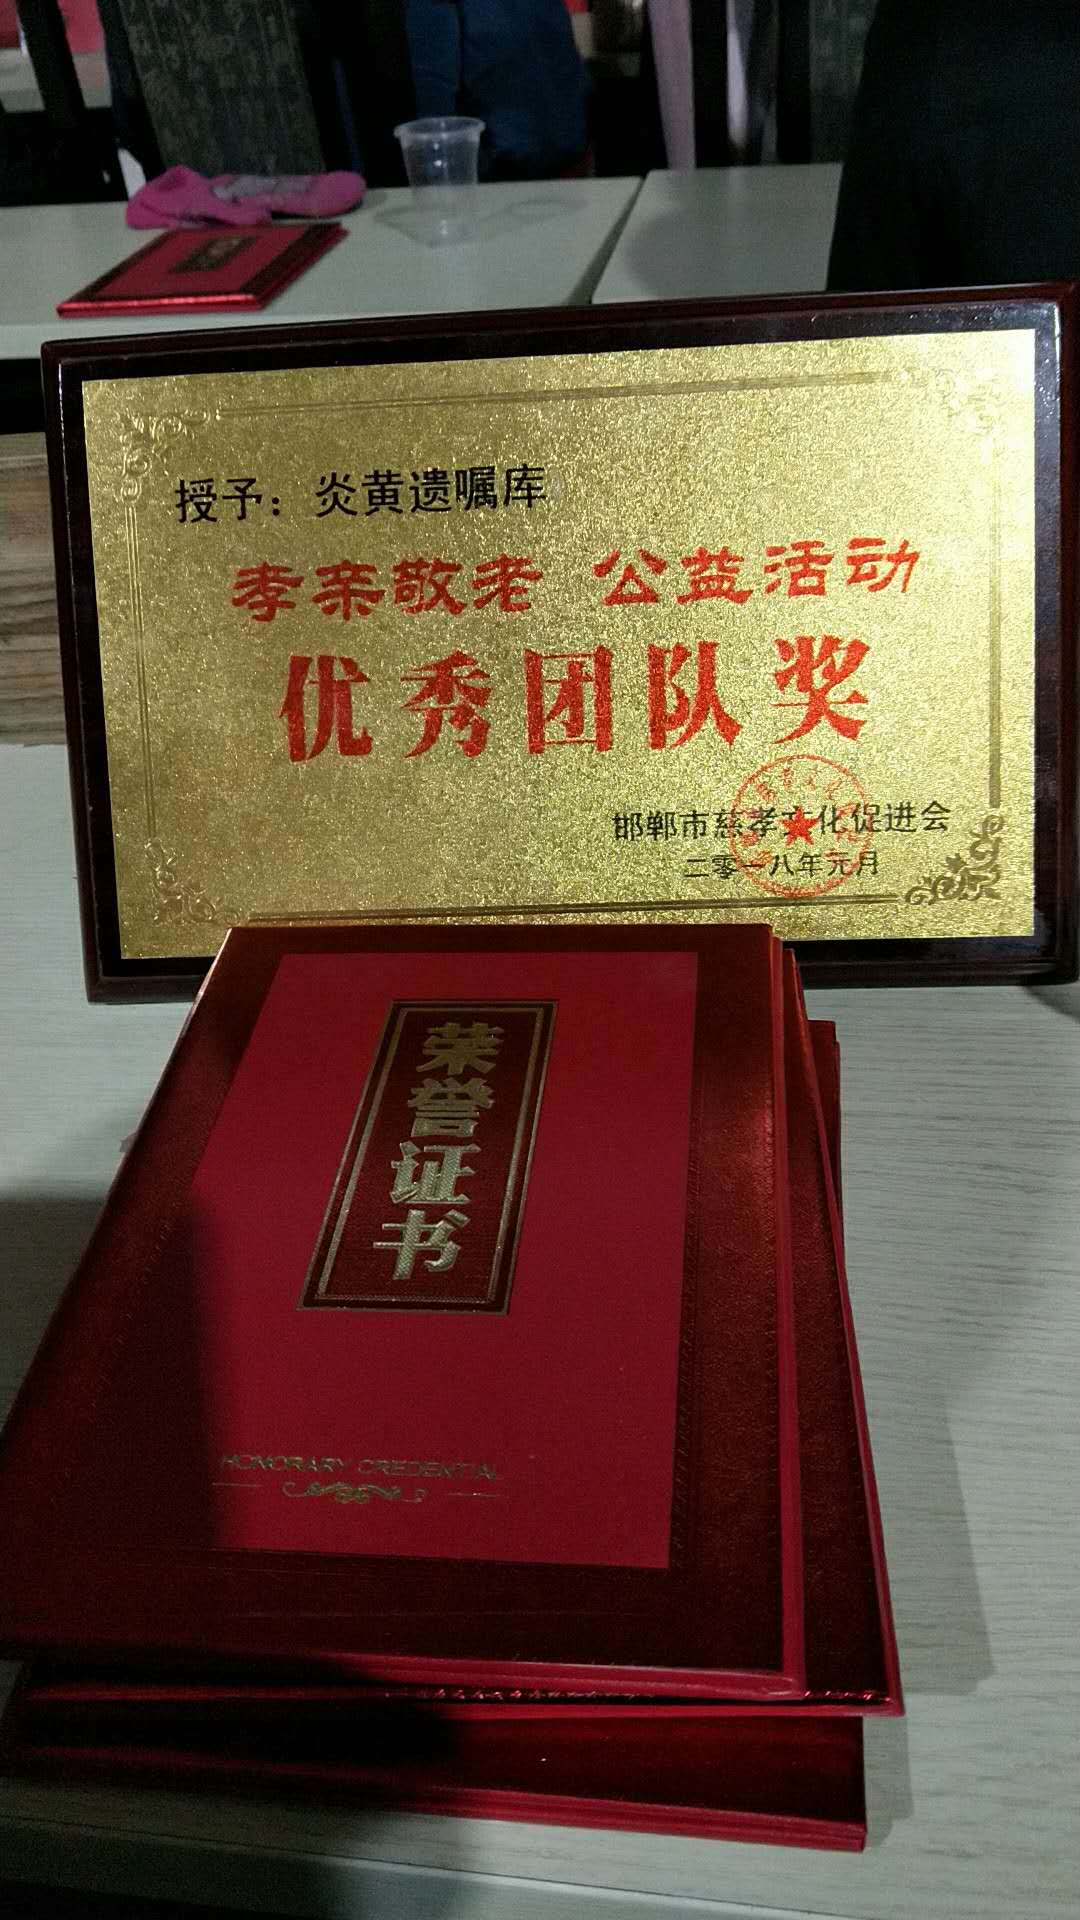 授予：炎黄遗嘱库
孝亲敬老 公益活动
优秀团队奖
邯郸市慈孝文化促进会
二零一八年元月
荣誉证书
HONORARY CREDENTIAL